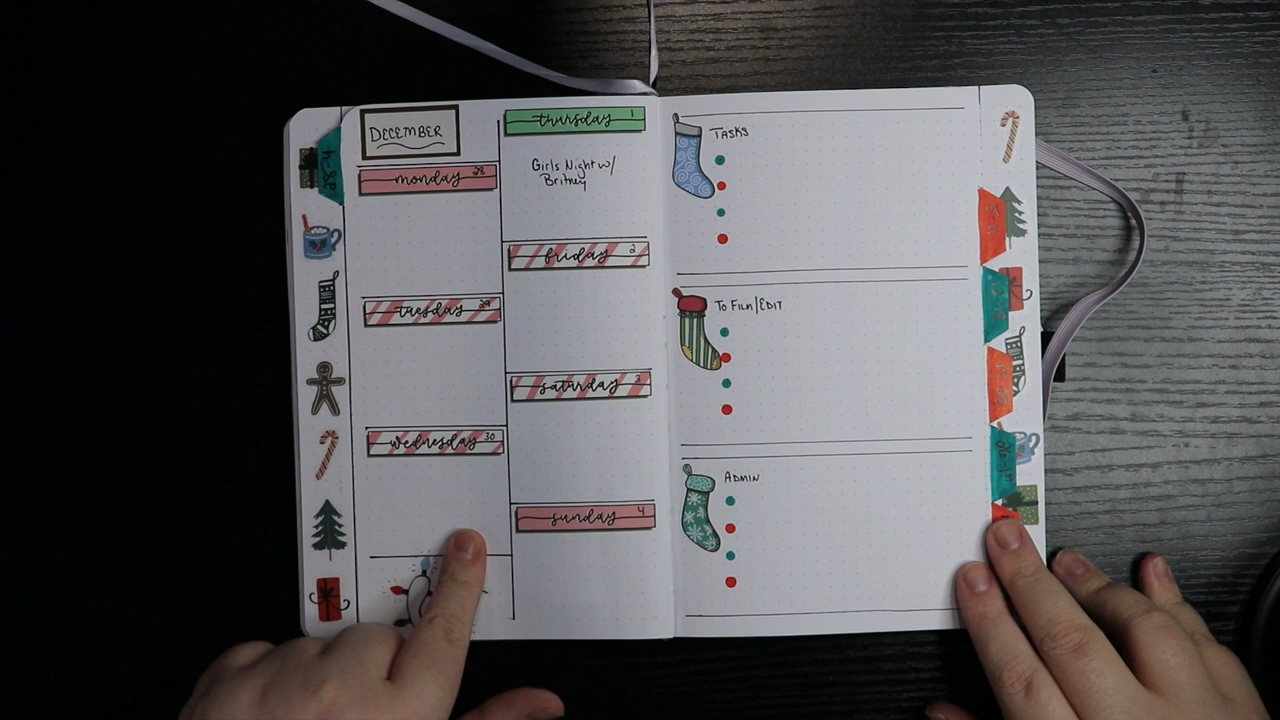 DECEMBER
monday 28
tuesday 29
wednesday 30
thursday 1
Girls Night w/
Britney
friday 2
saturday 3
sunday 4
TASKS
TO FILM/EDIT
ADMIN